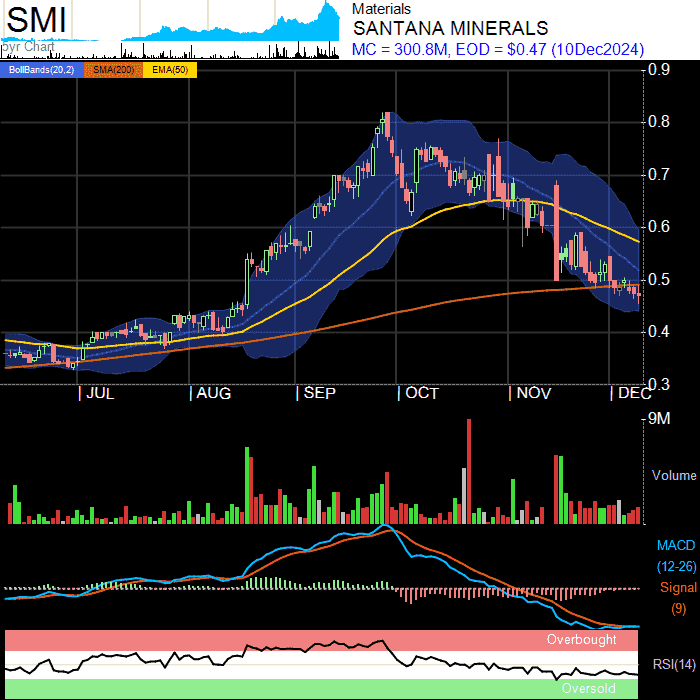 SMI
5yr Chart
Materials
SANTANA MINERALS
MC = 300.8M, EOD = $0.47 (10Dec2024)
BollBands(20,2) SMA(200) EMA(50)
0.9
0.8
0.7
0.6
0.5
0.4
0.3
JUL AUG SEP OCT NOV DEC
9M
Volume
MACD
(12-26)
Signal
(9)
Overbought
RSI(14)
Oversold